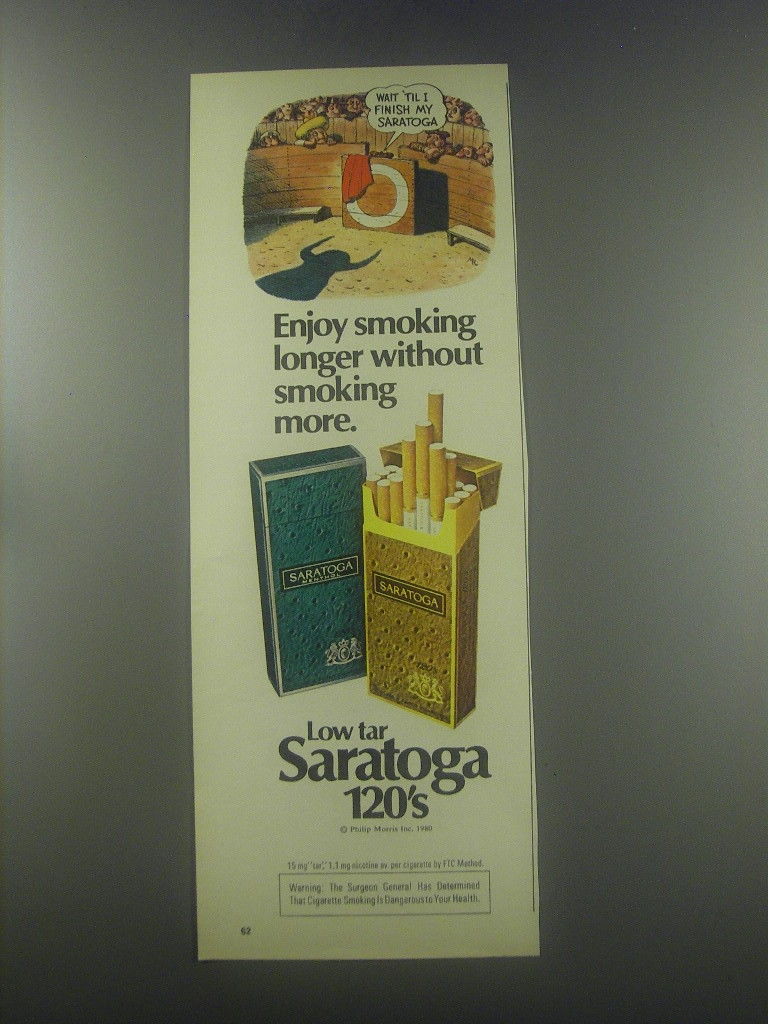 WAIT 'TIL I
FINISH MY
SARATOGA
Enjoy smoking
longer without
smoking
more.
SARATOGA
MENTHOL
SARATOGA
Low tar
Saratoga
120's
© Philip Morris Inc. 1980
15 mg "tar," 1.1 mg nicotine av. per cigarette by FTC Method.
Warning: The Surgeon General Has Determined
That Cigarette Smoking Is Dangerous to Your Health.
62